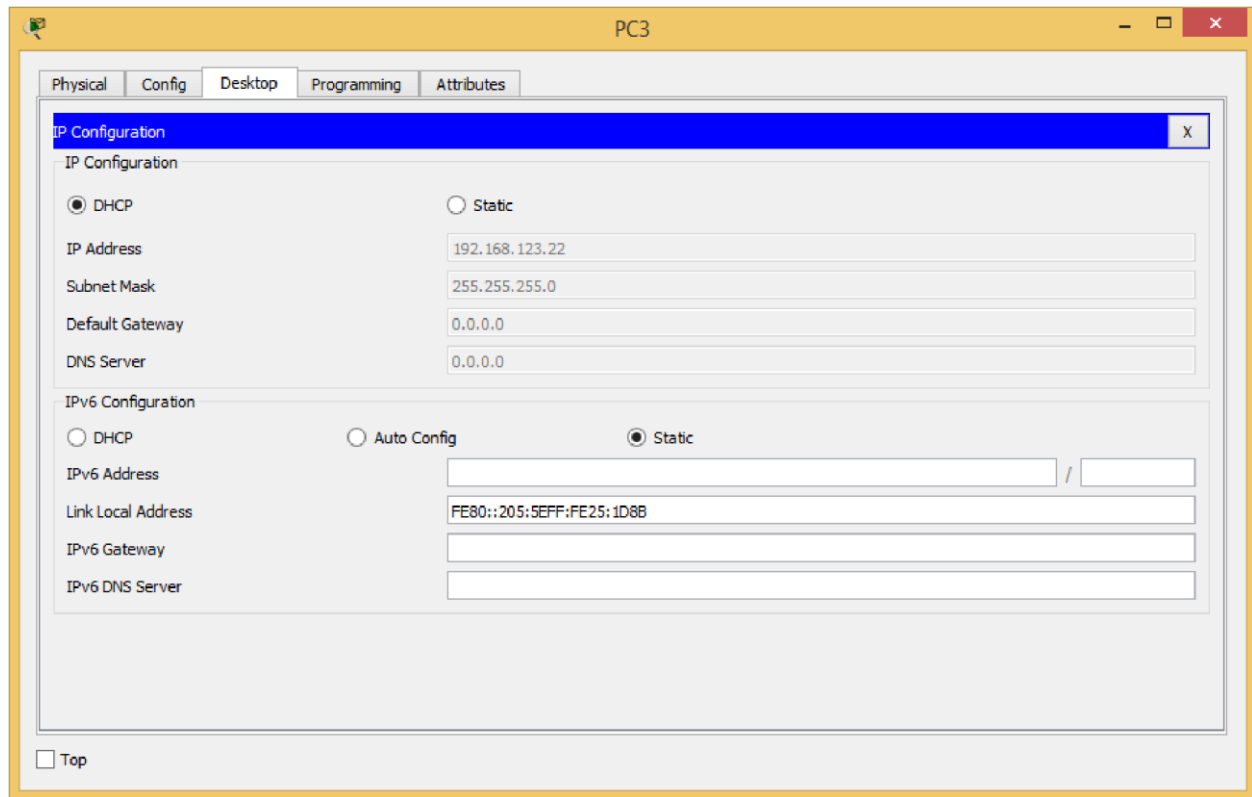 PC3
Physical Config Desktop Programming Attributes
IP Configuration X
IP Configuration
DHCP Static
IP Address 192.168.123.22
Subnet Mask 255.255.255.0
Default Gateway 0.0.0.0
DNS Server 0.0.0.0
IPv6 Configuration
DHCP Auto Config Static
IPv6 Address /
Link Local Address FE80::205:5EFF:FE25:1D8B
IPv6 Gateway
IPv6 DNS Server
Top